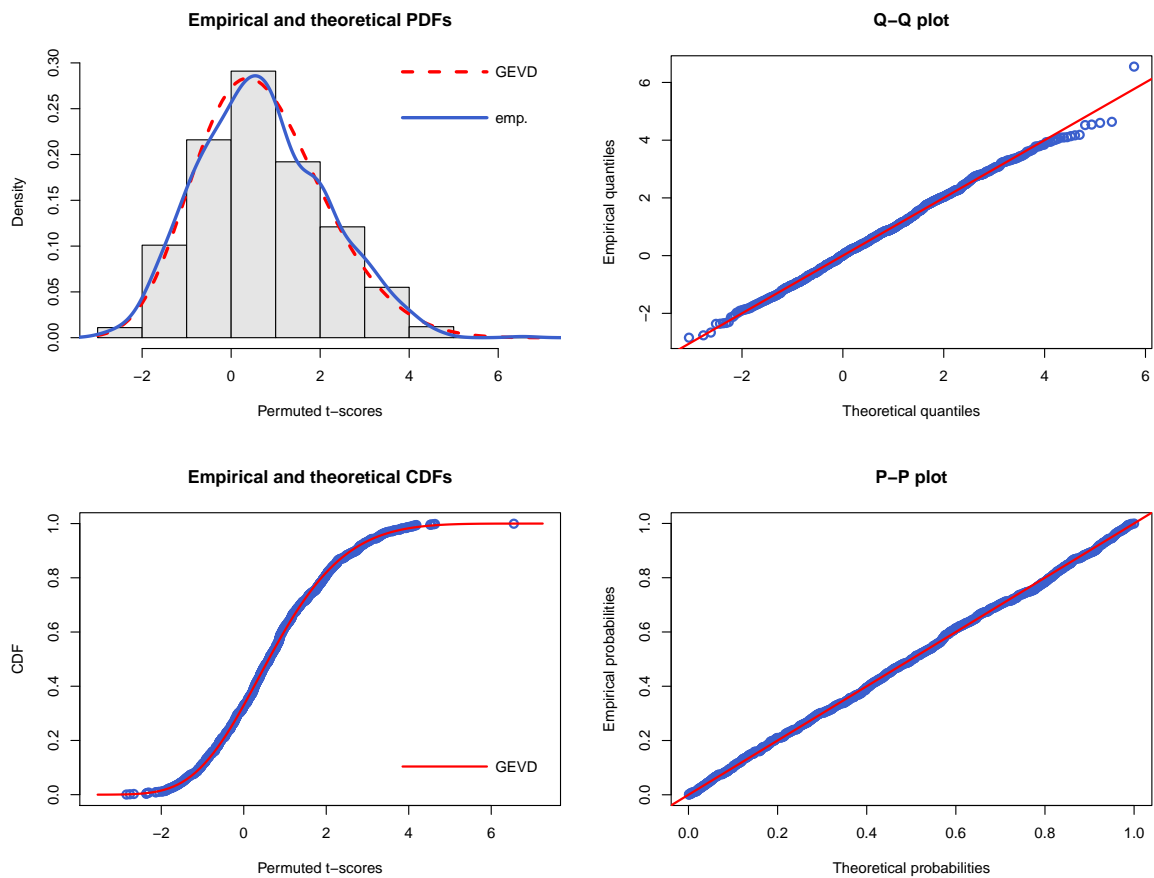 Empirical and theoretical PDFs
0.30
0.25
0.20
0.15
0.10
0.05
0.00
Density
GEVD
emp.
−2 0 2 4 6
Permuted t−scores
Q−Q plot
6
4
2
0
−2
Empirical quantiles
−2 0 2 4 6
Theoretical quantiles
Empirical and theoretical CDFs
1.0
0.8
0.6
0.4
0.2
0.0
CDF
GEVD
−2 0 2 4 6
Permuted t−scores
P−P plot
1.0
0.8
0.6
0.4
0.2
0.0
Empirical probabilities
0.0 0.2 0.4 0.6 0.8 1.0
Theoretical probabilities